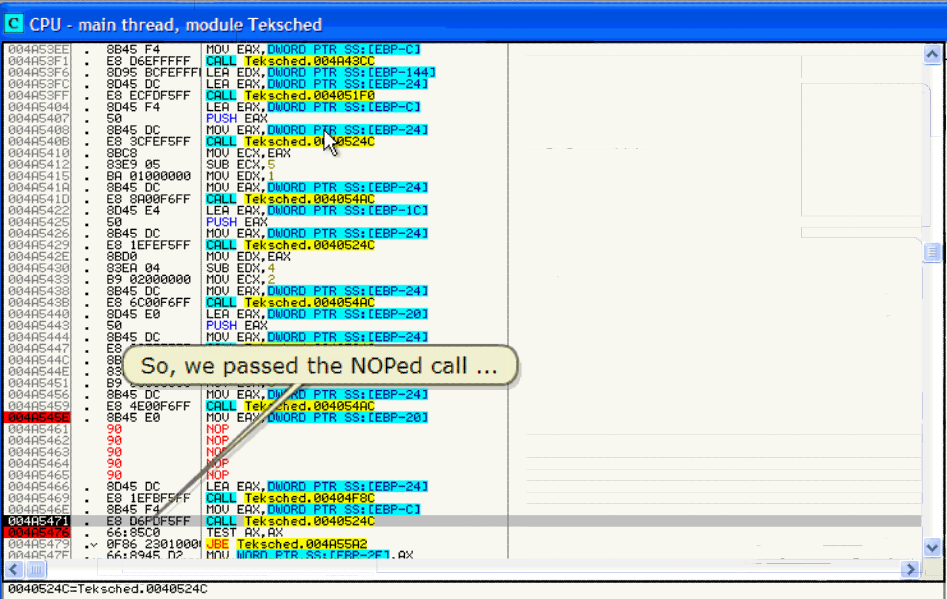 CPU - main thread, module Teksched
004A53EE . 8B45 F4 MOV EAX,DWORD PTR SS:[EBP-C]
004A53F1 . E8 D6EFFFFF CALL Teksched.004A43CC
004A53F6 . 8D95 BCFEFFFF LEA EDX,DWORD PTR SS:[EBP-144]
004A53FC . 8D45 DC LEA EAX,DWORD PTR SS:[EBP-24]
004A53FF . E8 ECFDF5FF CALL Teksched.004051F0
004A5404 . 8D45 F4 LEA EAX,DWORD PTR SS:[EBP-C]
004A5407 . 50 PUSH EAX
004A5408 . 8B45 DC MOV EAX,DWORD PTR SS:[EBP-24]
004A540B . E8 3CFEF5FF CALL Teksched.0040524C
004A5410 . 8BC8 MOV ECX,EAX
004A5412 . 83E9 05 SUB ECX,5
004A5415 . BA 01000000 MOV EDX,1
004A541A . 8B45 DC MOV EAX,DWORD PTR SS:[EBP-24]
004A541D . E8 8A00F6FF CALL Teksched.004054AC
004A5422 . 8D45 E4 LEA EAX,DWORD PTR SS:[EBP-1C]
004A5425 . 50 PUSH EAX
004A5426 . 8B45 DC MOV EAX,DWORD PTR SS:[EBP-24]
004A5429 . E8 1EFEF5FF CALL Teksched.0040524C
004A542E . 8BD0 MOV EDX,EAX
004A5430 . 83EA 04 SUB EDX,4
004A5433 . B9 02000000 MOV ECX,2
004A5438 . 8B45 DC MOV EAX,DWORD PTR SS:[EBP-24]
004A543B . E8 6C00F6FF CALL Teksched.004054AC
004A5440 . 8D45 E0 LEA EAX,DWORD PTR SS:[EBP-20]
004A5443 . 50 PUSH EAX
004A5444 . 8B45 DC MOV EAX,DWORD PTR SS:[EBP-24]
004A5447 . E8
004A544C . 8B
So, we passed the NOPed call ...
004A544E . 83
004A5451 . B9
004A5456 . 8B45 DC MOV EAX,DWORD PTR SS:[EBP-24]
004A5459 . E8 4E00F6FF CALL Teksched.004054AC
004A545E . 8B45 E0 MOV EAX,DWORD PTR SS:[EBP-20]
004A5461 90 NOP
004A5462 90 NOP
004A5463 90 NOP
004A5464 90 NOP
004A5465 90 NOP
004A5466 . 8D45 DC LEA EAX,DWORD PTR SS:[EBP-24]
004A5469 . E8 1EFBF5FF CALL Teksched.00404F8C
004A546E . 8B45 F4 MOV EAX,DWORD PTR SS:[EBP-C]
004A5471 . E8 D6FDF5FF CALL Teksched.0040524C
004A5476 . 66:85C0 TEST AX,AX
004A5479 . 0F86 23010000 JBE Teksched.004A55A2
004A547F . 66:8945 D2 MOV WORD PTR SS:[EBP-2E],AX
0040524C=Teksched.0040524C